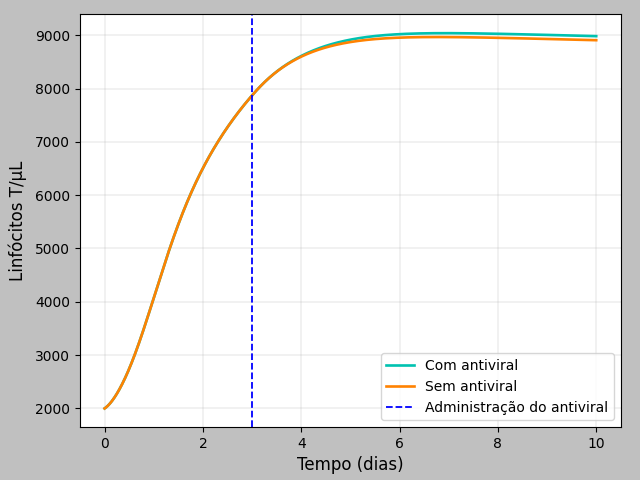 9000
8000
7000
6000
5000
4000
3000
2000
Linfócitos T/µL
0 2 4 6 8 10
Tempo (dias)
Com antiviral
Sem antiviral
Administração do antiviral